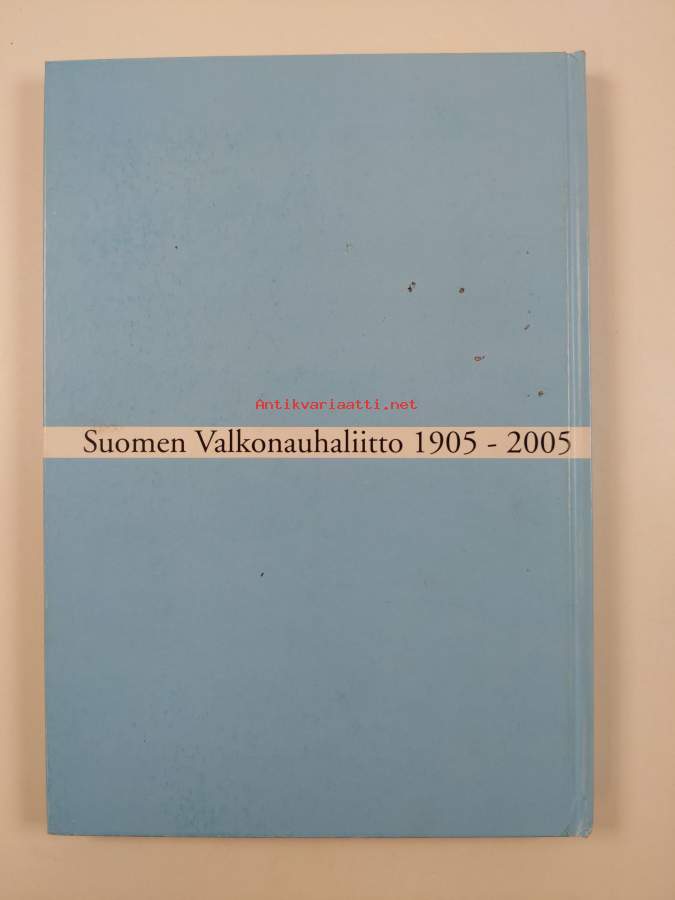 Antikvariaatti.net
Suomen Valkonauhaliitto 1905 - 2005